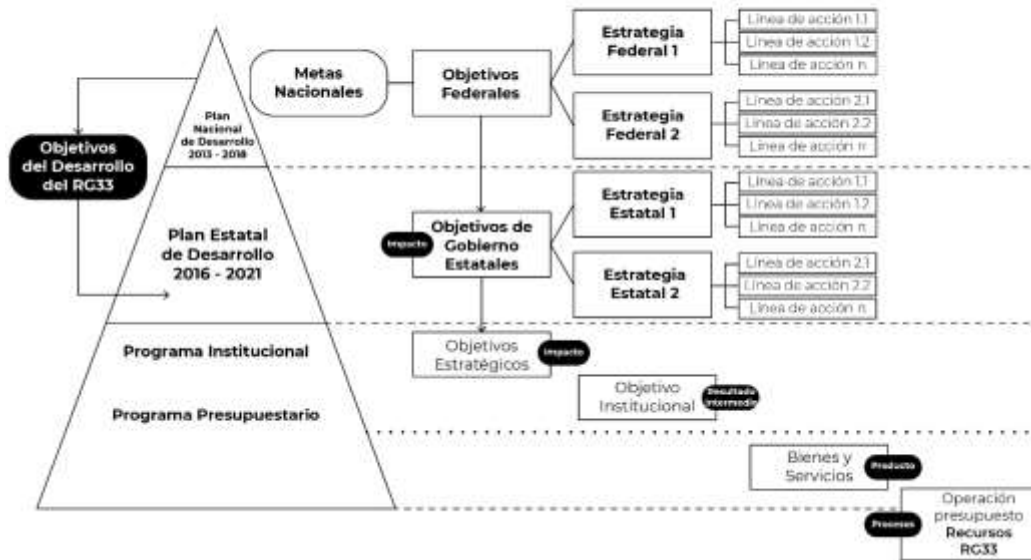 Plan
Nacional
de Desarrollo
2013 - 2018
Objetivos
del Desarrollo
del RG33
Plan Estatal
de Desarrollo
2016 - 2021
Programa Institucional
Programa Presupuestario
Metas
Nacionales
Objetivos
Federales
Estrategia
Federal 1
Línea de acción 1.1
Línea de acción 1.2
Línea de acción n.
Estrategia
Federal 2
Línea de acción 2.1
Línea de acción 2.2
Línea de acción n.
Impacto
Objetivos de
Gobierno
Estatales
Estrategia
Estatal 1
Línea de acción 1.1
Línea de acción 1.2
Línea de acción n.
Estrategia
Estatal 2
Línea de acción 2.1
Línea de acción 2.2
Línea de acción n.
Objetivos
Estratégicos
Impacto
Objetivo
Institucional
Resultado
Intermedio
Bienes y
Servicios
Producto
Procesos
Operación
presupuesto
Recursos
RG33